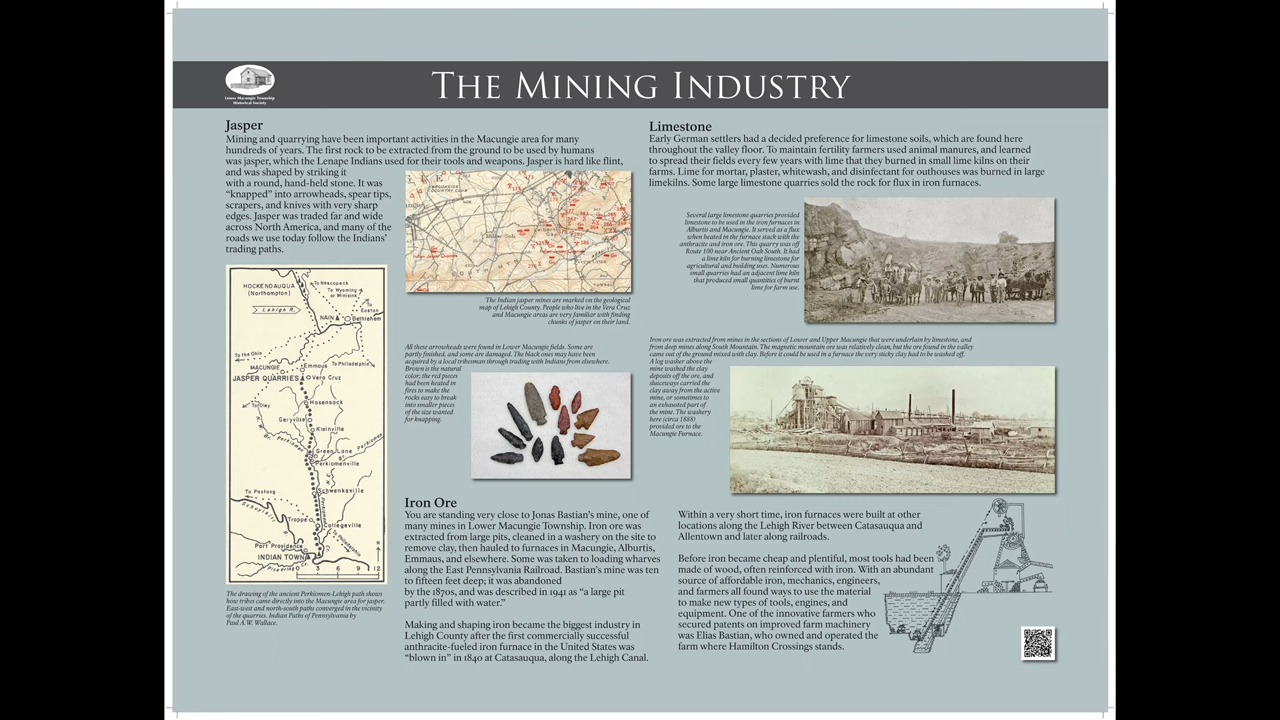 THE MINING INDUSTRY
Lower Macungie Township
Historical Society
Jasper
Mining and quarrying have been important activities in the Macungie area for many
hundreds of years. The first rock to be extracted from the ground to be used by humans
was jasper, which the Lenape Indians used for their tools and weapons. Jasper is hard like flint,
and was shaped by striking it
with a round, hand-held stone. It was
“knapped” into arrowheads, spear tips,
scrapers, and knives with very sharp
edges. Jasper was traded far and wide
across North America, and many of the
roads we use today follow the Indians’
trading paths.
HOCKENDAUQUA
(Northampton)
To Nescopeck
To Wyoming
or Minisink
Lehigh R.
To Easton
NAIN
Bethlehem
To the Ohio
Emmaus
To Philadelphia
MACUNGIE
JASPER QUARRIES
Vera Cruz
To Oley
Hosensack
Geryville
Kleinville
Green Lane
Perkiomen
Perkiomenville
To Paxtang
Schwenksville
Schuylkill
Trappe
Collegeville
Port Providence
INDIAN TOWN
To Philadelphia
Pickering Cr.
N
0 3 6 9 12
The drawing of the ancient Perkiomen-Lehigh path shows
how tribes came directly into the Macungie area for jasper.
East-west and north-south paths converged in the vicinity
of the quarries. Indian Paths of Pennsylvania by
Paul A.W. Wallace.
The Indian jasper mines are marked on the geological
map of Lehigh County. People who live in the Vera Cruz
and Macungie areas are very familiar with finding
chunks of jasper on their land.
All these arrowheads were found in Lower Macungie fields. Some are
partly finished, and some are damaged. The black ones may have been
acquired by a local tribesman through trading with Indians from elsewhere.
Brown is the natural
color; the red pieces
had been heated in
fires to make the
rocks easy to break
into smaller pieces
of the size wanted
for knapping.
Iron Ore
You are standing very close to Jonas Bastian’s mine, one of
many mines in Lower Macungie Township. Iron ore was
extracted from large pits, cleaned in a washery on the site to
remove clay, then hauled to furnaces in Macungie, Alburtis,
Emmaus, and elsewhere. Some was taken to loading wharves
along the East Pennsylvania Railroad. Bastian’s mine was ten
to fifteen feet deep; it was abandoned
by the 1870s, and was described in 1941 as “a large pit
partly filled with water.”
Making and shaping iron became the biggest industry in
Lehigh County after the first commercially successful
anthracite-fueled iron furnace in the United States was
“blown in” in 1840 at Catasauqua, along the Lehigh Canal.
Limestone
Early German settlers had a decided preference for limestone soils, which are found here
throughout the valley floor. To maintain fertility farmers used animal manures, and learned
to spread their fields every few years with lime that they burned in small lime kilns on their
farms. Lime for mortar, plaster, whitewash, and disinfectant for outhouses was burned in large
limekilns. Some large limestone quarries sold the rock for flux in iron furnaces.
Several large limestone quarries provided
limestone to be used in the iron furnaces in
Alburtis and Macungie. It served as a flux
when heated in the furnace stack with the
anthracite and iron ore. This quarry was off
Route 100 near Ancient Oak South. It had
a lime kiln for burning limestone for
agricultural and building uses. Numerous
small quarries had an adjacent lime kiln
that produced small quantities of burnt
lime for farm use.
Iron ore was extracted from mines in the sections of Lower and Upper Macungie that were underlain by limestone, and
from deep mines along South Mountain. The magnetic mountain ore was relatively clean, but the ore found in the valley
came out of the ground mixed with clay. Before it could be used in a furnace the very sticky clay had to be washed off.
A log washer above the
mine washed the clay
deposits off the ore, and
sluiceways carried the
clay away from the active
mine, or sometimes to
an exhausted part of
the mine. The washery
here (circa 1888)
provided ore to the
Macungie Furnace.
Within a very short time, iron furnaces were built at other
locations along the Lehigh River between Catasauqua and
Allentown and later along railroads.
Before iron became cheap and plentiful, most tools had been
made of wood, often reinforced with iron. With an abundant
source of affordable iron, mechanics, engineers,
and farmers all found ways to use the material
to make new types of tools, engines, and
equipment. One of the innovative farmers who
secured patents on improved farm machinery
was Elias Bastian, who owned and operated the
farm where Hamilton Crossings stands.